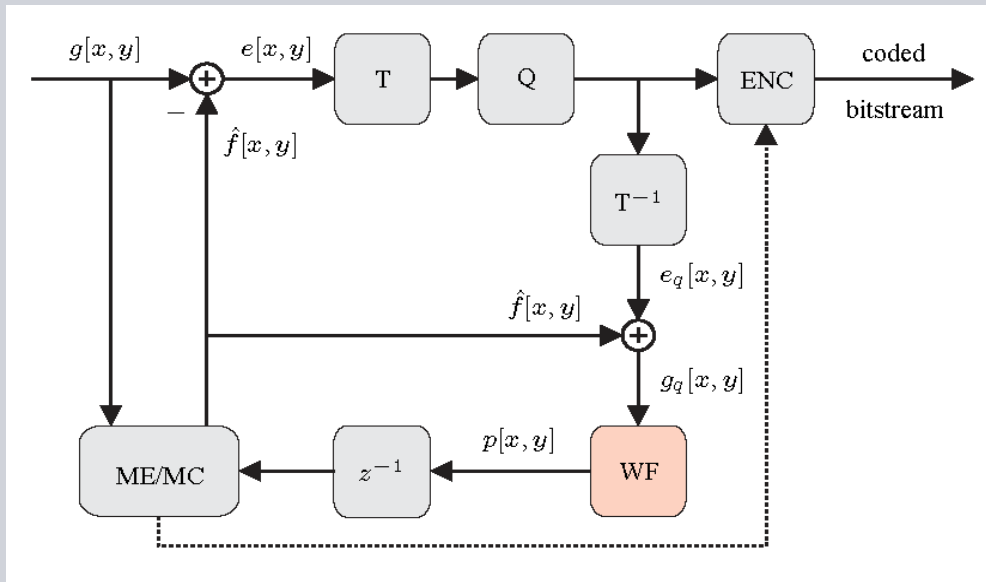 g[x, y]
e[x, y]
T
Q
ENC
coded
bitstream
−
f̂[x, y]
T⁻¹
e_q[x, y]
f̂[x, y]
g_q[x, y]
ME/MC
z⁻¹
p[x, y]
WF